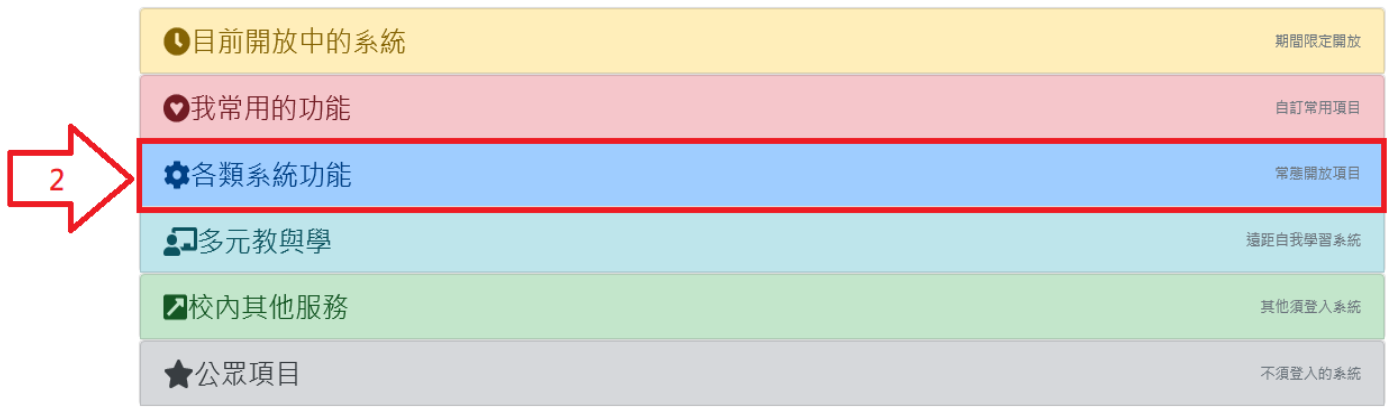 目前開放中的系統 期間限定開放
我常用的功能 自訂常用項目
2 各類系統功能 常態開放項目
多元教與學 遠距自我學習系統
校內其他服務 其他須登入系統
公眾項目 不須登入的系統